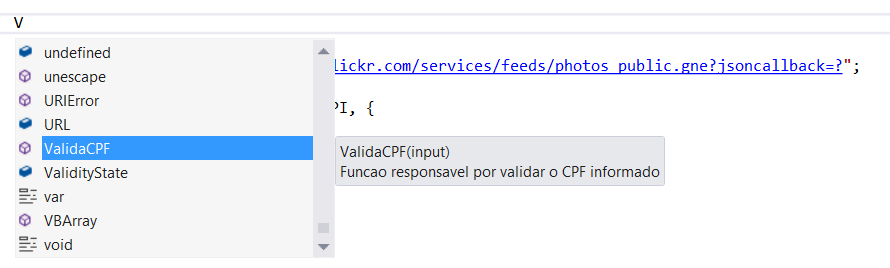 V
undefined
lickr.com/services/feeds/photos_public.gne?jsoncallback=?";
unescape
URIError
PI, {
URL
ValidaCPF
ValidaCPF(input)
Funcao responsavel por validar o CPF informado
ValidityState
var
VBArray
void